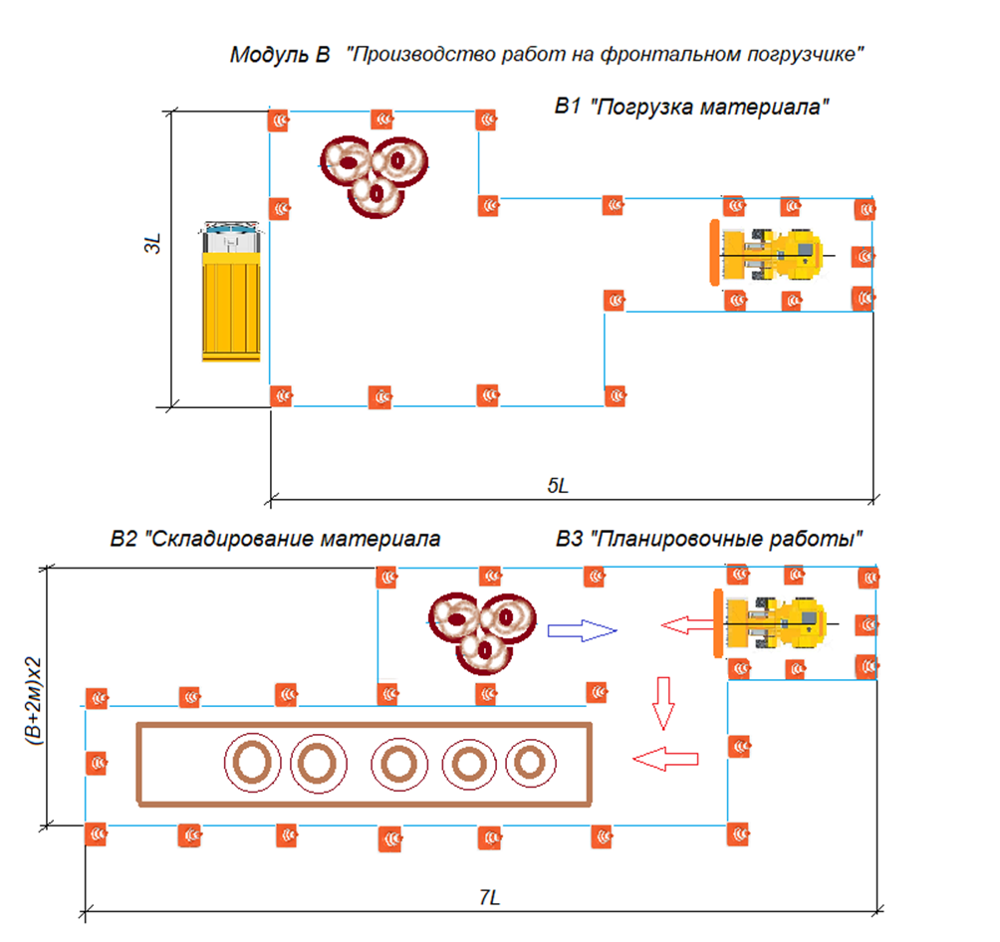 Модуль В "Производство работ на фронтальном погрузчике"
В1 "Погрузка материала"
3L
5L
В2 "Складирование материала
В3 "Планировочные работы"
(В+2м)х2
7L